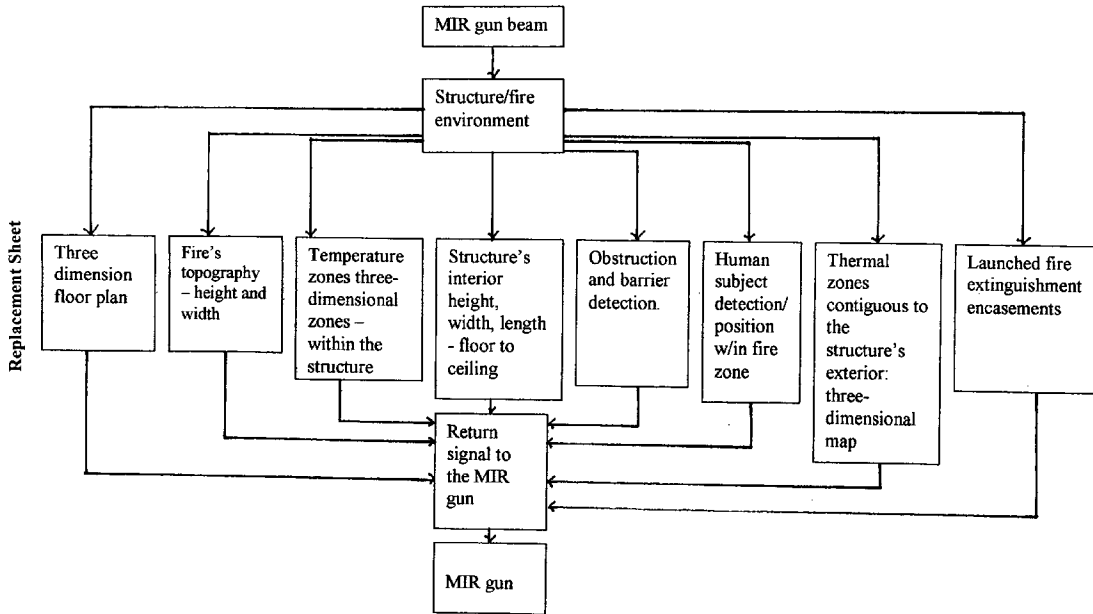 MIR gun beam
Structure/fire
environment
Replacement Sheet
Three
dimension
floor plan
Fire's
topography
– height and
width
Temperature
zones three-
dimensional
zones –
within the
structure
Structure's
interior
height,
width, length
- floor to
ceiling
Obstruction
and barrier
detection.
Human
subject
detection/
position
w/in fire
zone
Thermal
zones
contiguous to
the
structure's
exterior:
three-
dimensional
map
Launched fire
extinguishment
encasements
Return
signal to
the MIR
gun
MIR gun